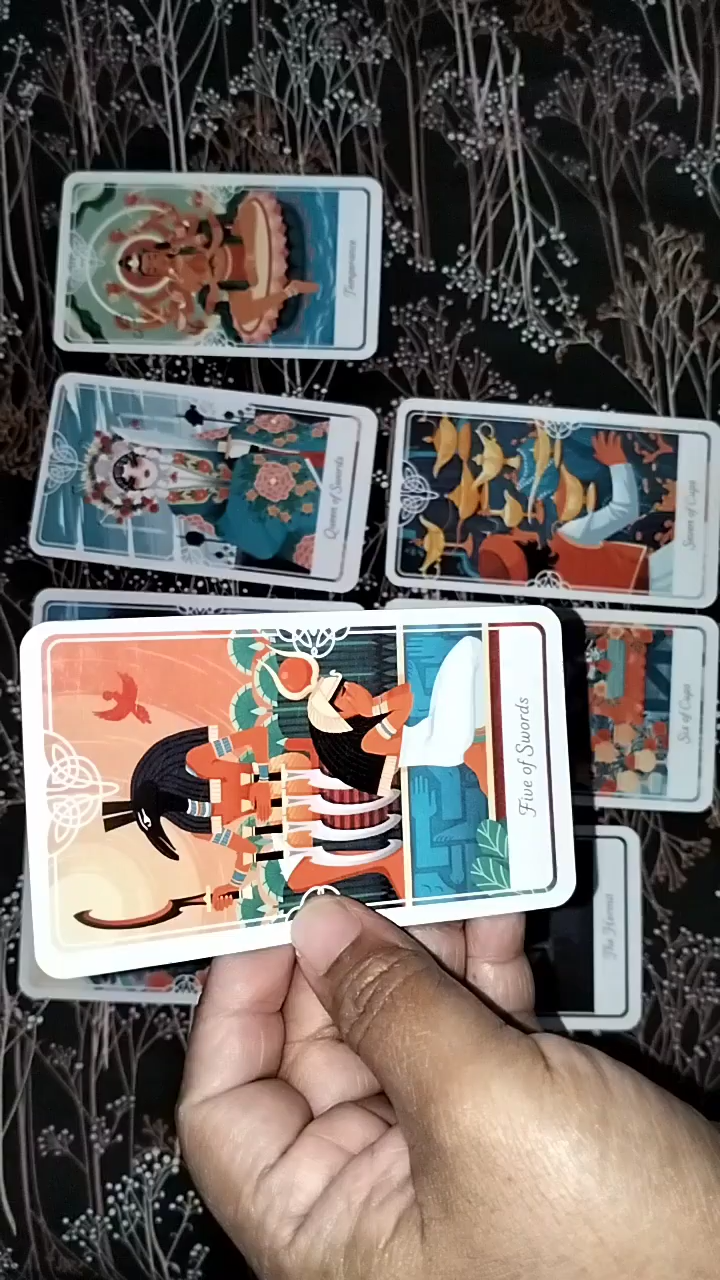 Temperance
Queen of Swords
Seven of Cups
Six of Cups
Five of Swords
The Hermit